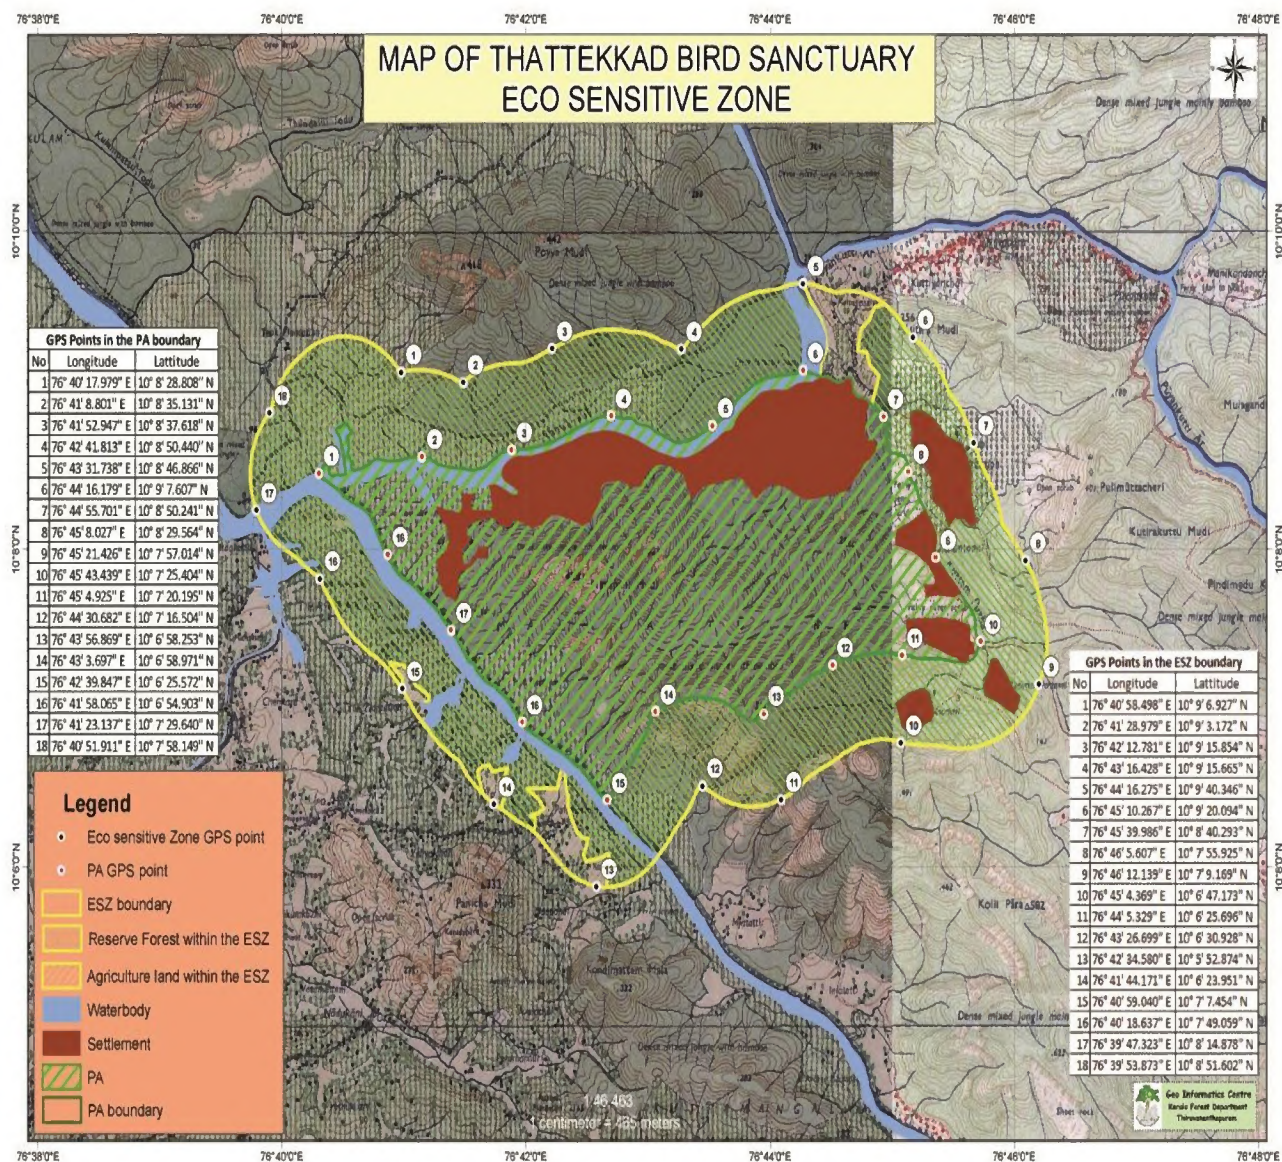 76°38'0"E 76°40'0"E 76°42'0"E 76°44'0"E 76°46'0"E 76°48'0"E
MAP OF THATTEKKAD BIRD SANCTUARY
ECO SENSITIVE ZONE
10°10'0"N
10°8'0"N
10°6'0"N
GPS Points in the PA boundary
No Longitude Lattitude
1 76° 40' 17.979" E 10° 8' 28.808" N
2 76° 41' 8.801" E 10° 8' 35.131" N
3 76° 41' 52.947" E 10° 8' 37.618" N
4 76° 42' 41.813" E 10° 8' 50.440" N
5 76° 43' 31.738" E 10° 8' 46.866" N
6 76° 44' 16.179" E 10° 9' 7.607" N
7 76° 44' 55.701" E 10° 8' 50.241" N
8 76° 45' 8.027" E 10° 8' 29.564" N
9 76° 45' 21.426" E 10° 7' 57.014" N
10 76° 45' 43.439" E 10° 7' 25.404" N
11 76° 45' 4.925" E 10° 7' 20.195" N
12 76° 44' 30.682" E 10° 7' 16.504" N
13 76° 43' 56.869" E 10° 6' 58.253" N
14 76° 43' 3.697" E 10° 6' 58.971" N
15 76° 42' 39.847" E 10° 6' 25.572" N
16 76° 41' 58.065" E 10° 6' 54.903" N
17 76° 41' 23.137" E 10° 7' 29.640" N
18 76° 40' 51.911" E 10° 7' 58.149" N
GPS Points in the ESZ boundary
No Longitude Lattitude
1 76° 40' 58.498" E 10° 9' 6.927" N
2 76° 41' 28.979" E 10° 9' 3.172" N
3 76° 42' 12.781" E 10° 9' 15.854" N
4 76° 43' 16.428" E 10° 9' 15.665" N
5 76° 44' 16.275" E 10° 9' 40.346" N
6 76° 45' 10.267" E 10° 9' 20.094" N
7 76° 45' 39.986" E 10° 8' 40.293" N
8 76° 46' 5.607" E 10° 7' 55.925" N
9 76° 46' 12.139" E 10° 7' 9.169" N
10 76° 45' 4.369" E 10° 6' 47.173" N
11 76° 44' 5.329" E 10° 6' 25.696" N
12 76° 43' 26.699" E 10° 6' 30.928" N
13 76° 42' 34.580" E 10° 5' 52.874" N
14 76° 41' 44.171" E 10° 6' 23.951" N
15 76° 40' 59.040" E 10° 7' 7.454" N
16 76° 40' 18.637" E 10° 7' 49.059" N
17 76° 39' 47.323" E 10° 8' 14.878" N
18 76° 39' 53.873" E 10° 8' 51.602" N
Legend
Eco sensitive Zone GPS point
PA GPS point
ESZ boundary
Reserve Forest within the ESZ
Agriculture land within the ESZ
Waterbody
Settlement
PA
PA boundary
Dense mixed jungle mainly bamboo
Kutirakuttu Mudi
Pulimattacheri
Kolli Pāra
Kondimattam Mala
1:46,463
1 centimeter = 465 meters
Geo Informatics Centre
Kerala Forest Department
Thiruvananthapuram
76°38'0"E 76°40'0"E 76°42'0"E 76°44'0"E 76°46'0"E 76°48'0"E